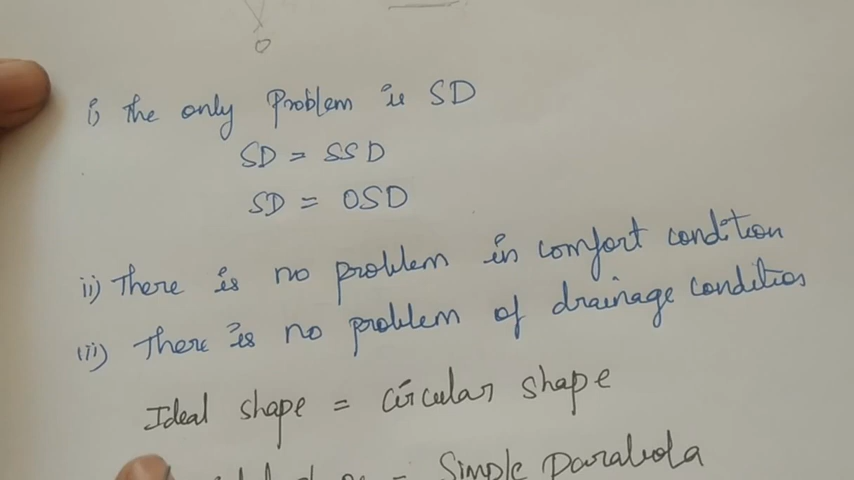 O
i) The only Problem is SD
SD = SSD
SD = OSD
ii) There is no problem in comfort condition
(iii) There is no problem of drainage condition
Ideal shape = circular shape
= Simple Parabola